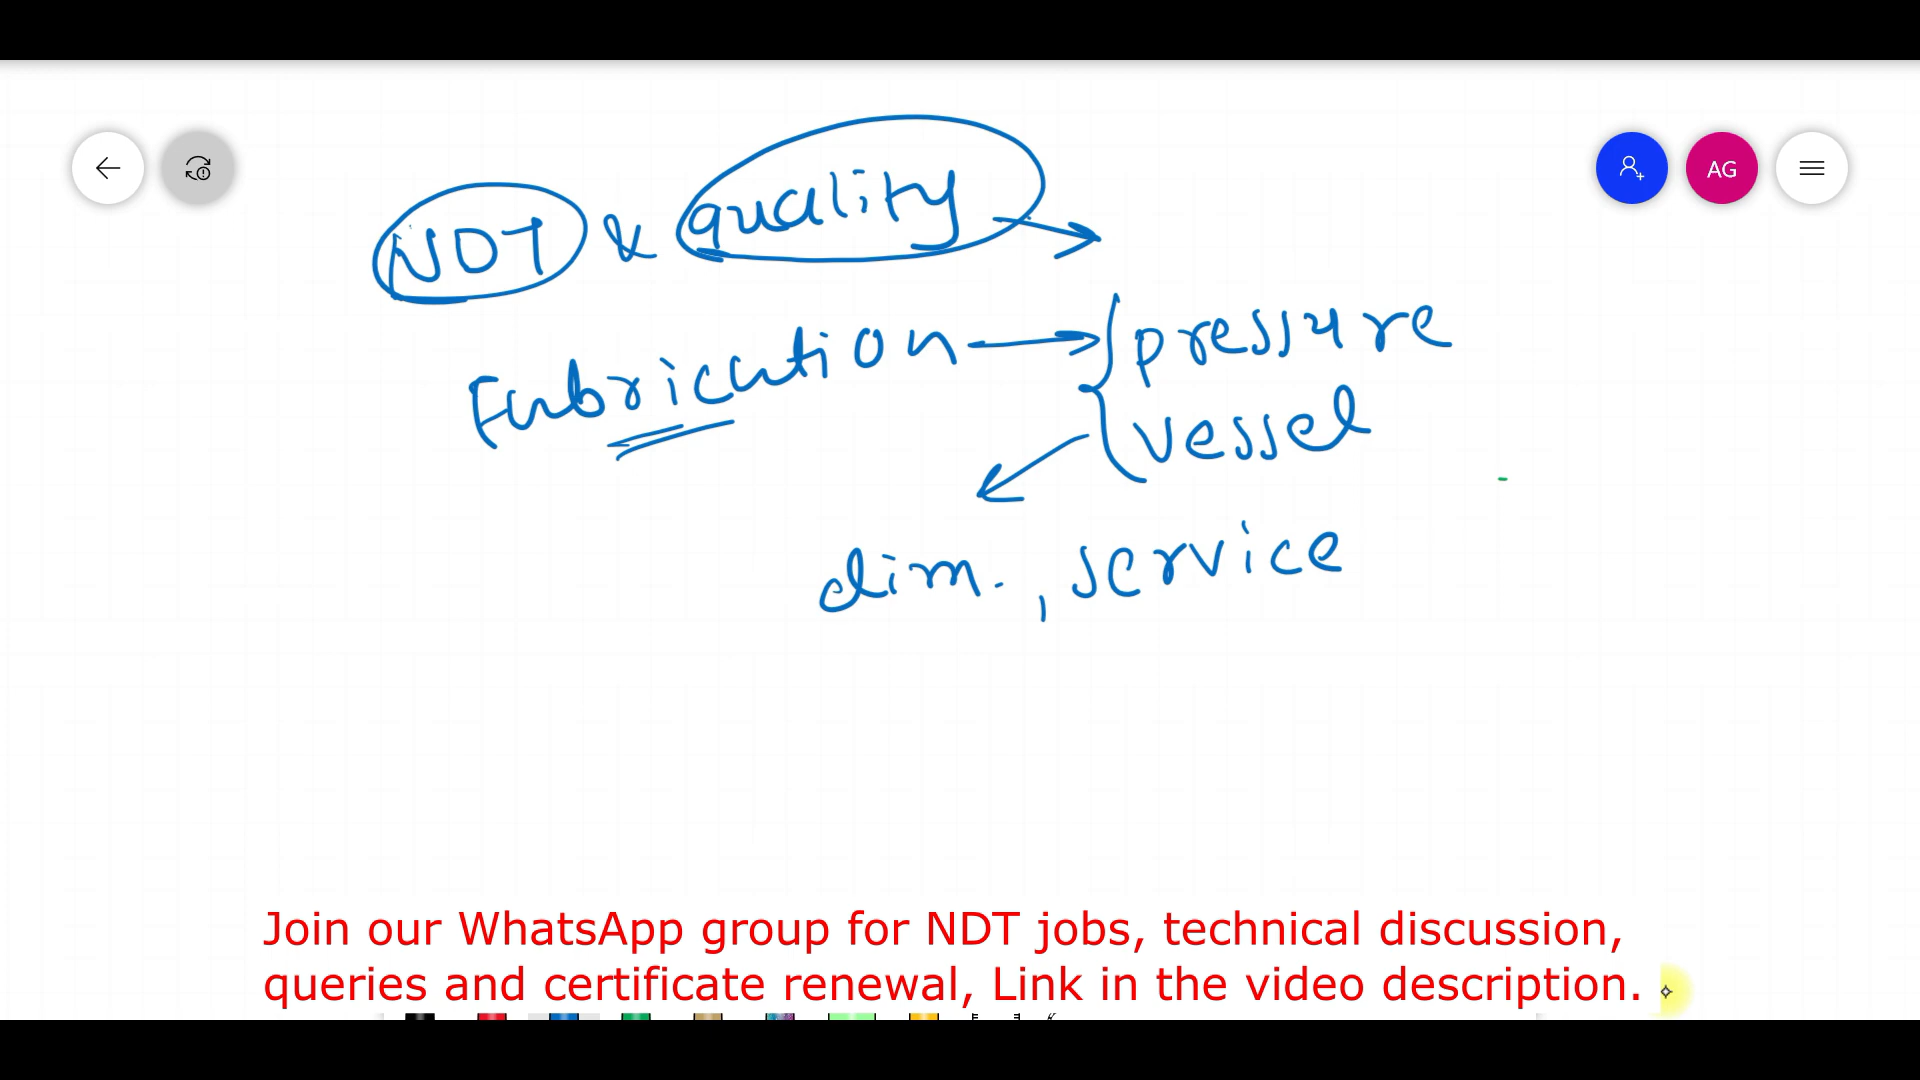 AG
NDT & quality
Fabrication
pressure
vessel
dim., service
Join our WhatsApp group for NDT jobs, technical discussion,
queries and certificate renewal, Link in the video description.